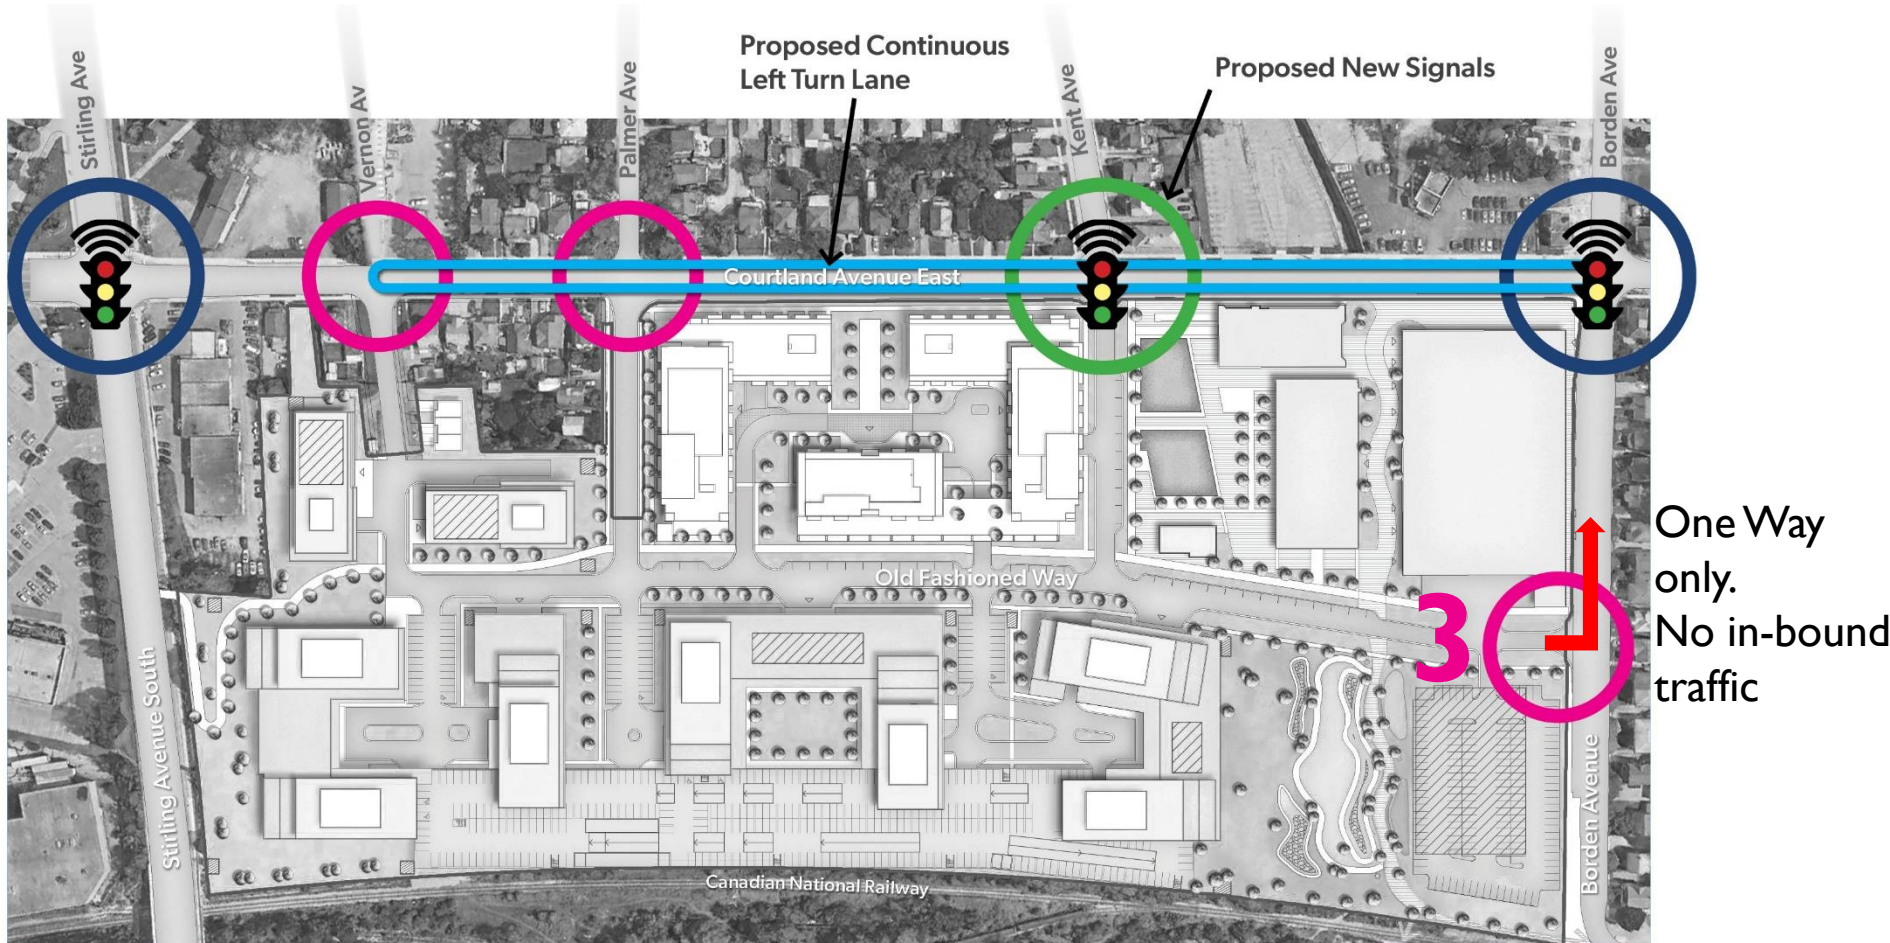 Proposed Continuous
Left Turn Lane
Proposed New Signals
Stirling Ave
Vernon Av
Palmer Ave
Kent Ave
Borden Ave
Courtland Avenue East
One Way
only.
No in-bound
traffic
Old Fashioned Way
3
Stirling Avenue South
Borden Avenue
Canadian National Railway